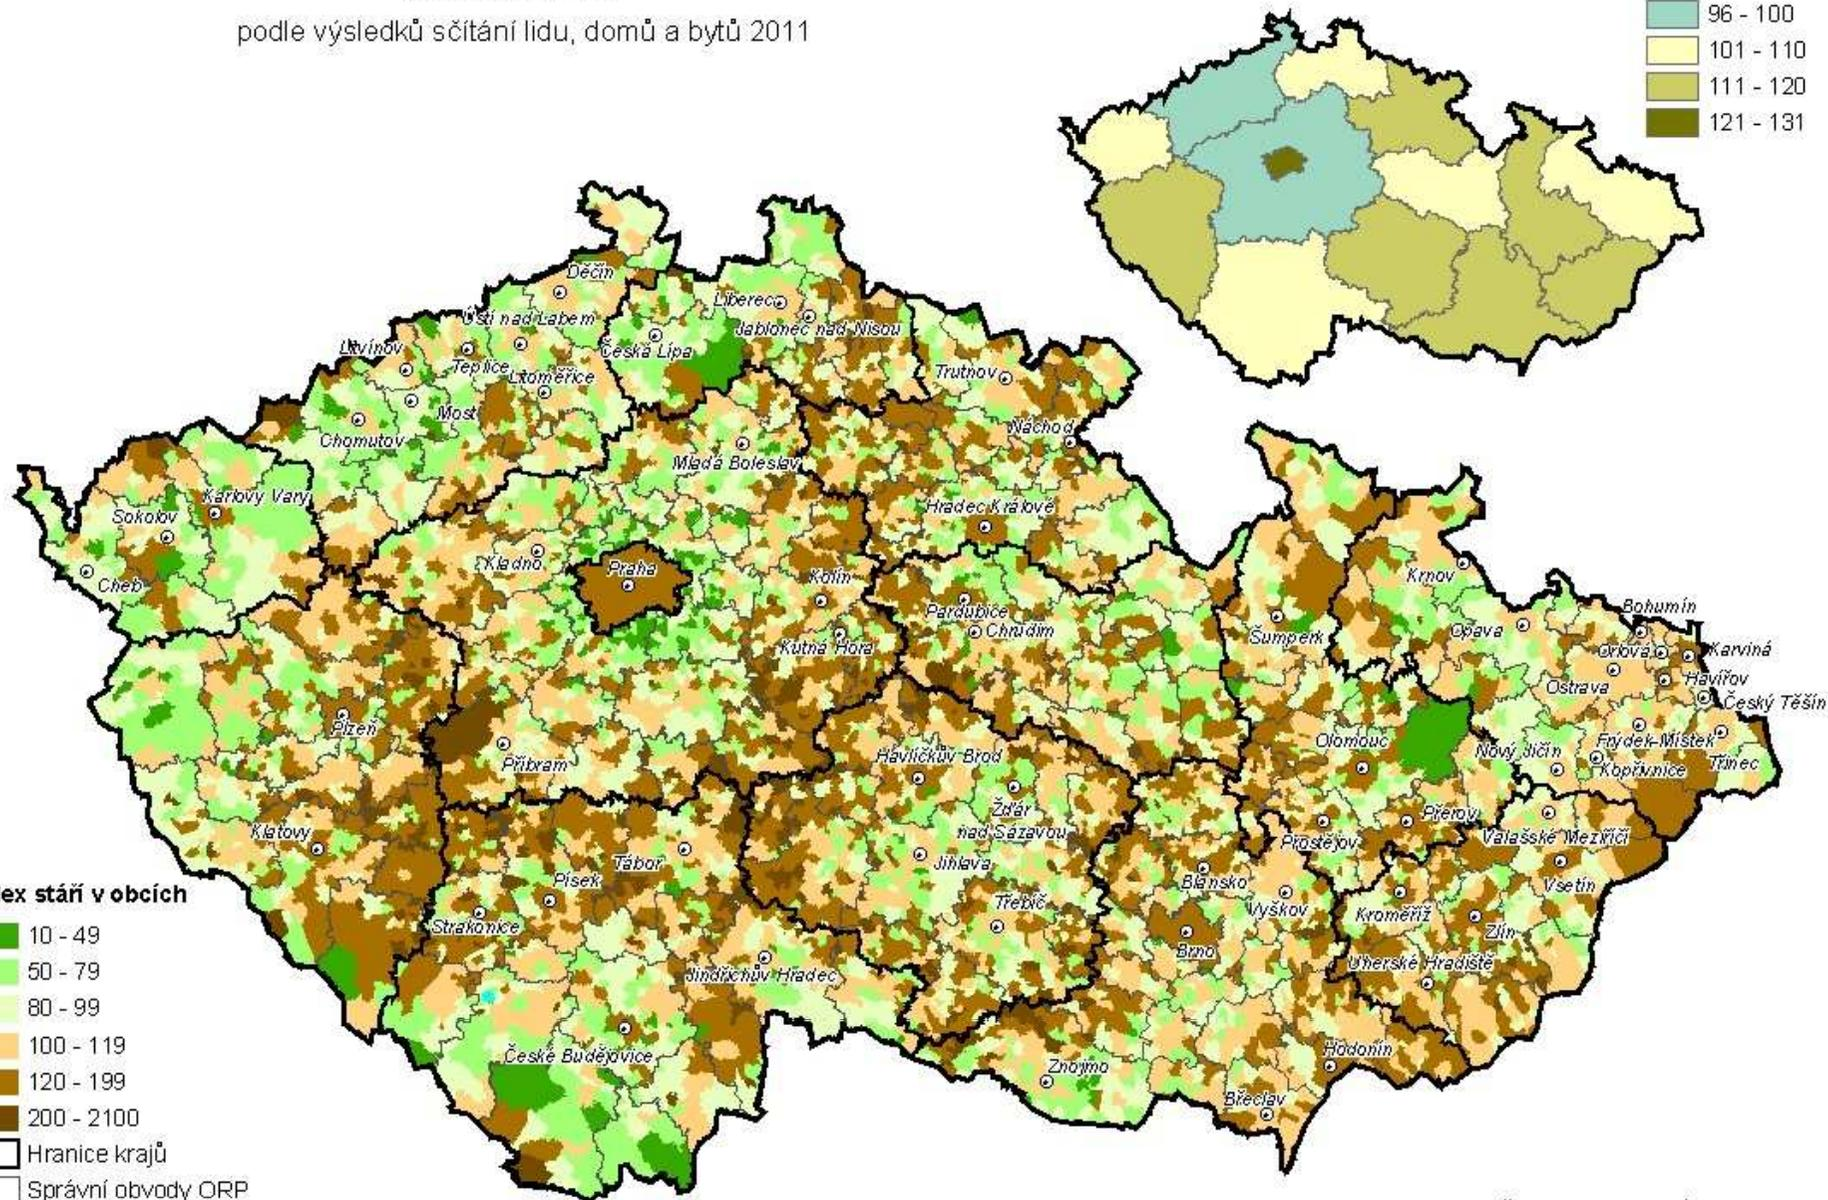 podle výsledků sčítání lidu, domů a bytů 2011
96 - 100
101 - 110
111 - 120
121 - 131
Děčín
Liberec
Ústí nad Labem
Jablonec nad Nisou
Litvínov
Česká Lípa
Teplice
Litoměřice
Trutnov
Most
Chomutov
Náchod
Mladá Boleslav
Karlovy Vary
Sokolov
Hradec Králové
Kladno
Praha
Kolín
Cheb
Krnov
Pardubice
Bohumín
Chrudim
Šumperk
Opava
Kutná Hora
Orlová
Karviná
Havířov
Ostrava
Český Těšín
Plzeň
Olomouc
Frýdek-Místek
Havlíčkův Brod
Nový Jičín
Příbram
Kopřivnice
Třinec
Žďár
nad Sázavou
Klatovy
Přerov
Prostějov
Valašské Meziříčí
Tábor
Jihlava
Písek
Blansko
Vsetín
ex stáří v obcích
Třebíč
Vyškov
Kroměříž
Strakonice
Zlín
10 - 49
Brno
Uherské Hradiště
50 - 79
Jindřichův Hradec
80 - 99
100 - 119
České Budějovice
Hodonín
120 - 199
Znojmo
Břeclav
200 - 2100
Hranice krajů
Správní obvody ORP